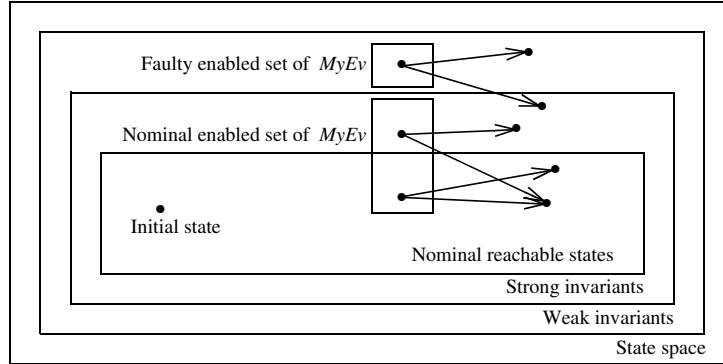 Faulty enabled set of MyEv
Nominal enabled set of MyEv
Initial state
Nominal reachable states
Strong invariants
Weak invariants
State space